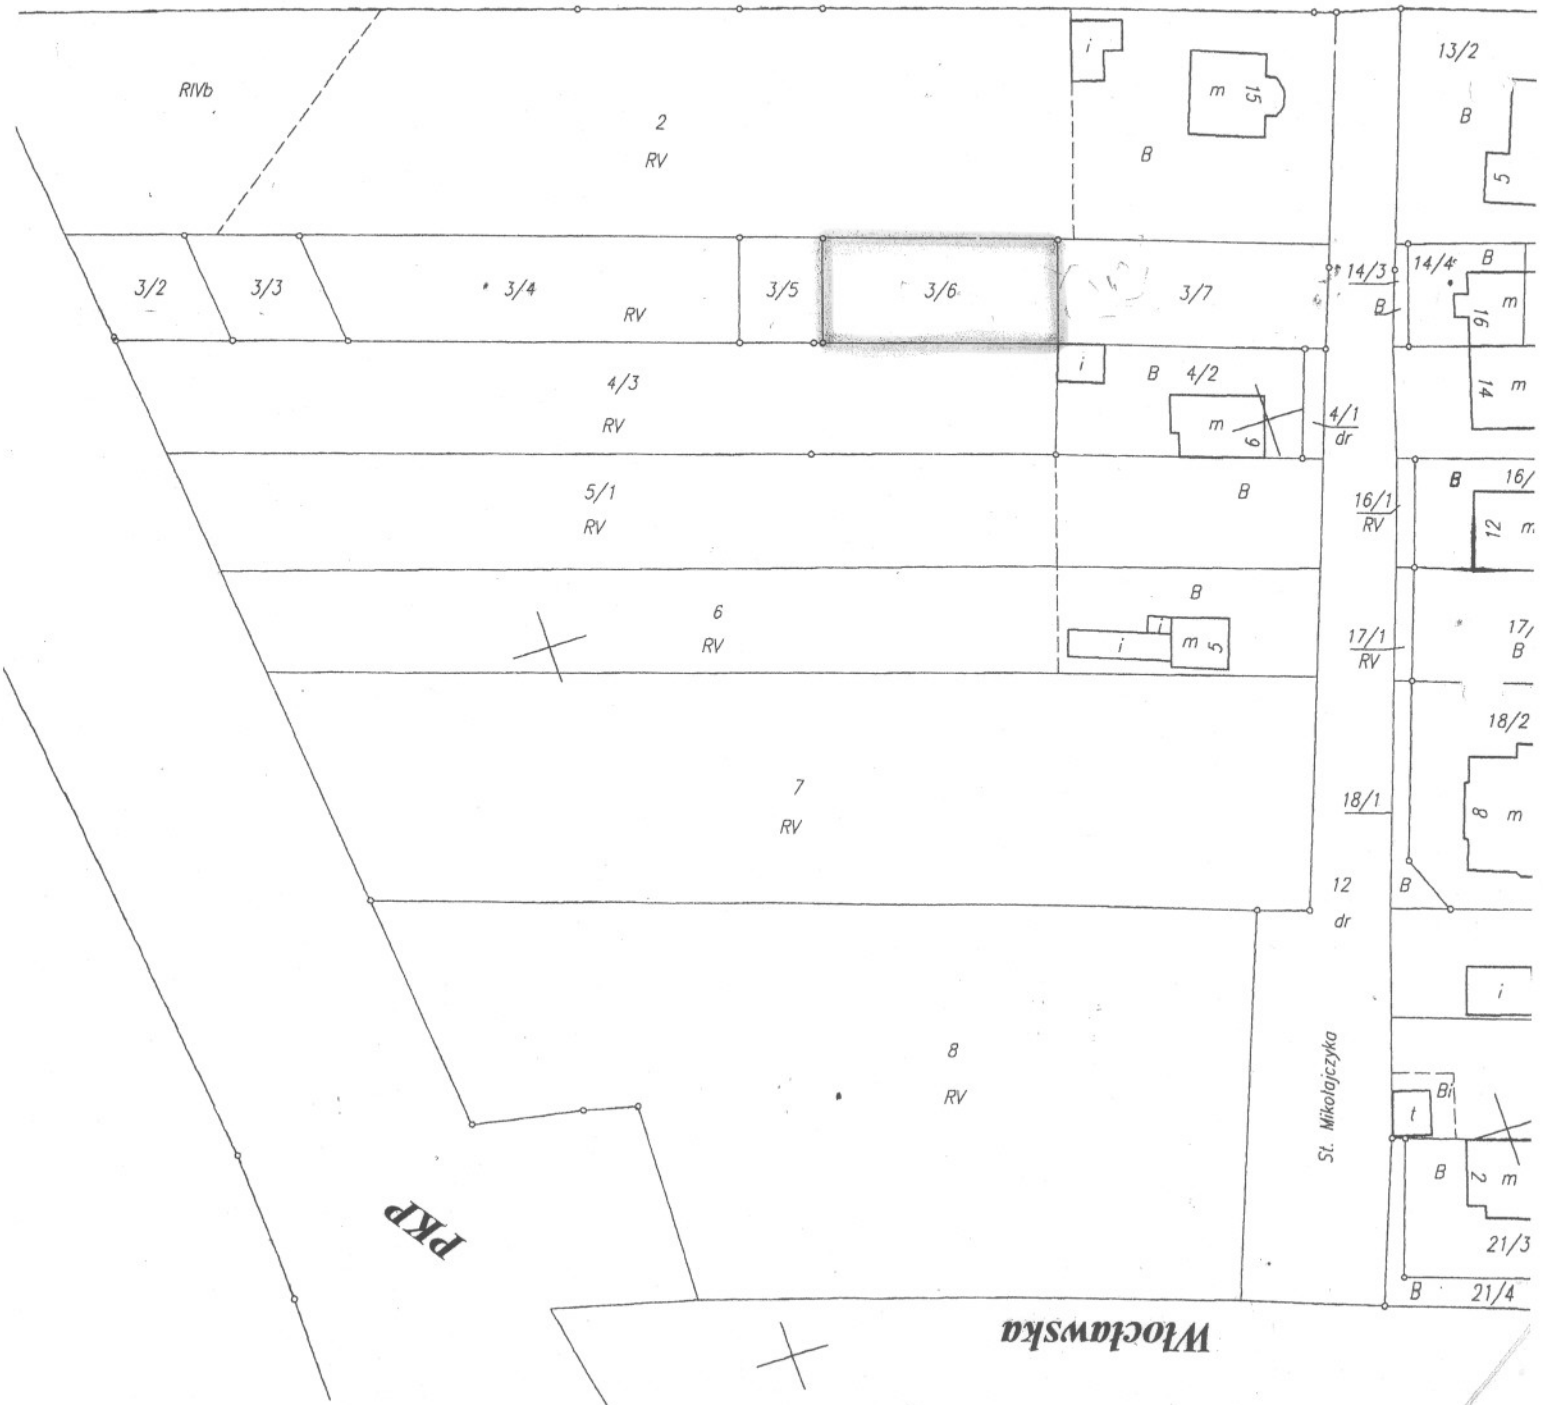 13/2
i
RIVb
m 15
B
2
RV
B
5
B
14/3
14/4
3/2
3/3
3/4
3/5
3/6
3/7
m
RV
B
16
i
B 4/2
4/3
14 m
RV
m 9
4/1
dr
5/1
B
B 16/
16/1
RV
RV
12 m
B
6
i
17/
RV
i
m 5
17/1
B
RV
18/2
7
18/1
8 m
RV
12
B
dr
i
8
St. Mikołajczyka
Bi
RV
t
B
2 m
PKP
21/3
B
21/4
Włocławska